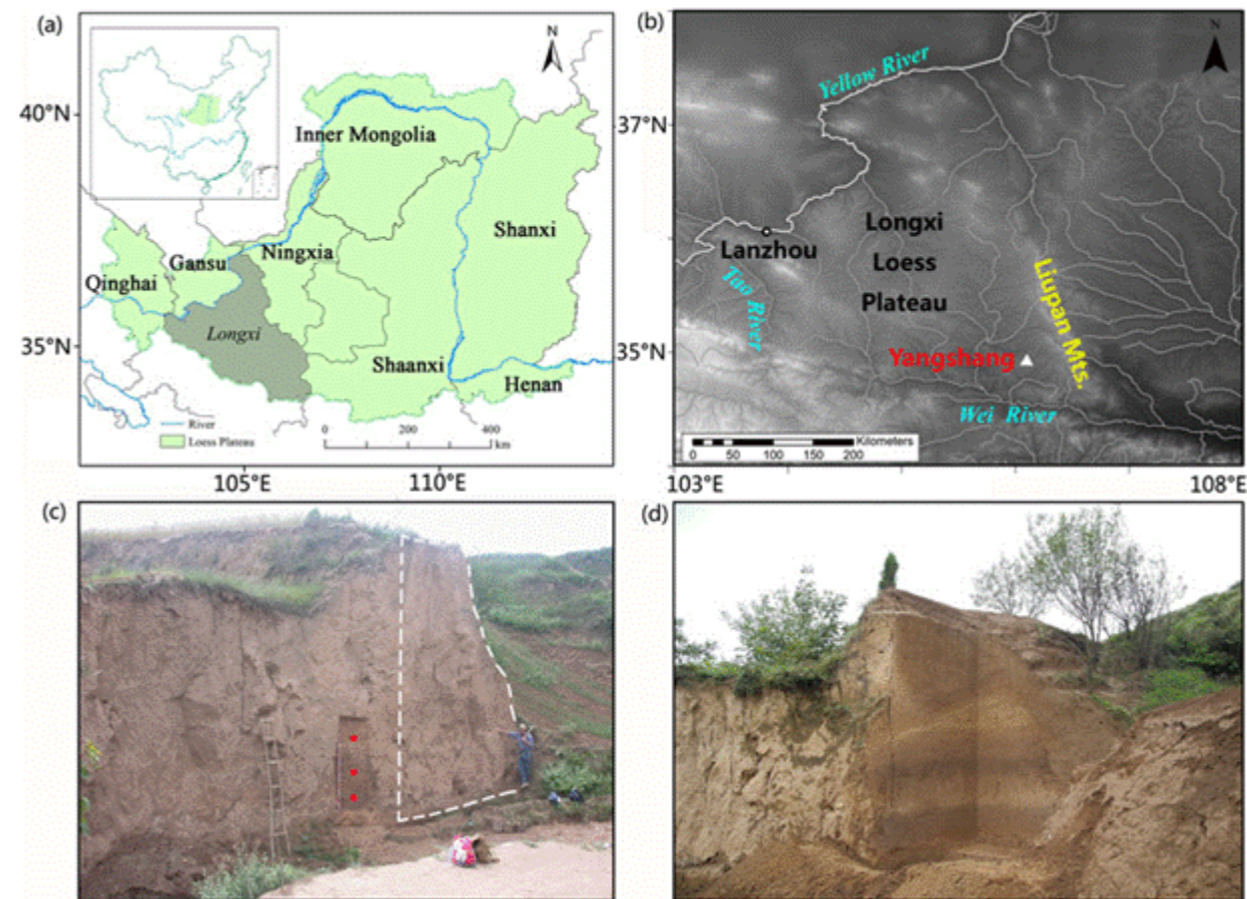 (a)
N
40°N
Inner Mongolia
Shanxi
Ningxia
Gansu
Qinghai
Longxi
35°N
Shaanxi
Henan
River
Loess Plateau
0 200 400
km
105°E 110°E
(b)
N
Yellow River
37°N
Longxi
Lanzhou
Loess
Tao River
Plateau
Liupan Mts.
35°N
Yangshang
Wei River
Kilometers
0 50 100 150 200
103°E 108°E
(c)
(d)